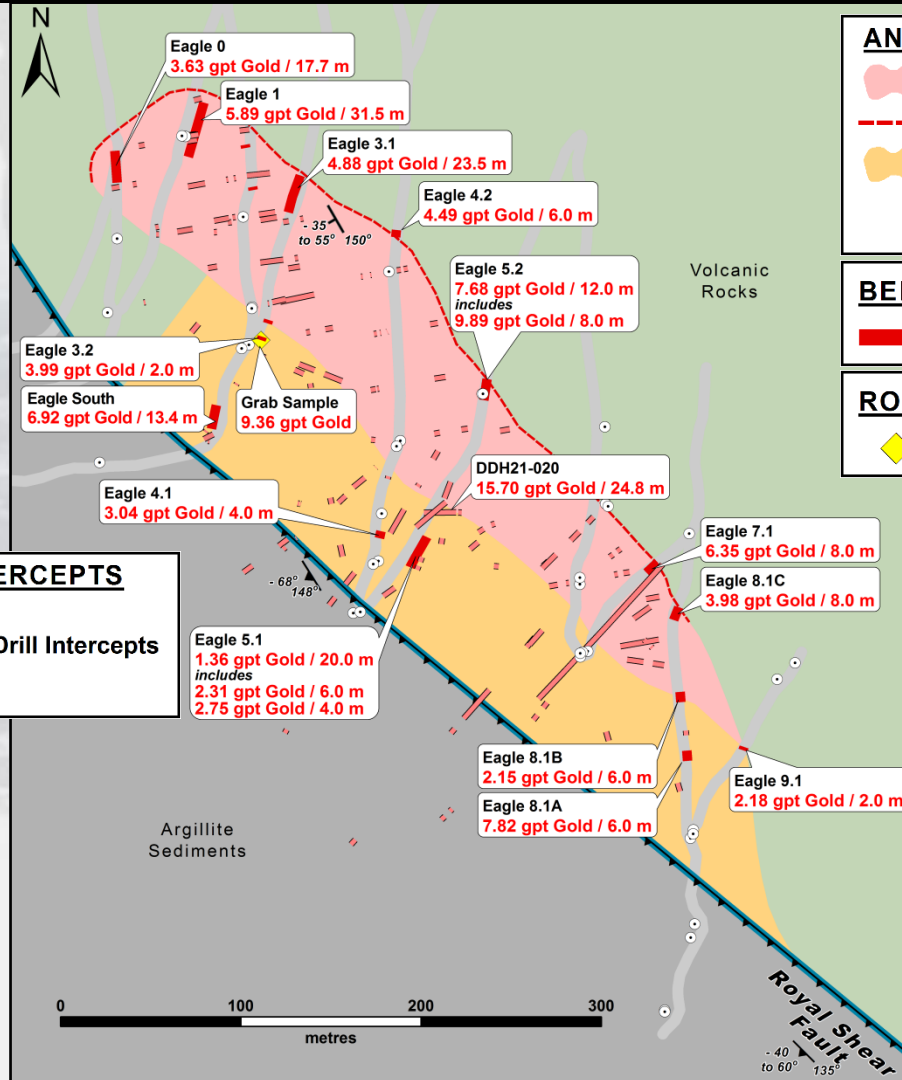 N
Eagle 0
3.63 gpt Gold / 17.7 m
Eagle 1
5.89 gpt Gold / 31.5 m
Eagle 3.1
4.88 gpt Gold / 23.5 m
Eagle 4.2
4.49 gpt Gold / 6.0 m
- 35
to 55° 150°
Eagle 5.2
7.68 gpt Gold / 12.0 m
includes
9.89 gpt Gold / 8.0 m
Volcanic
Rocks
AN
BE
RO
Eagle 3.2
3.99 gpt Gold / 2.0 m
Eagle South
6.92 gpt Gold / 13.4 m
Grab Sample
9.36 gpt Gold
DDH21-020
15.70 gpt Gold / 24.8 m
Eagle 4.1
3.04 gpt Gold / 4.0 m
Eagle 7.1
6.35 gpt Gold / 8.0 m
Eagle 8.1C
3.98 gpt Gold / 8.0 m
ERCEPTS
Drill Intercepts
- 68°
148°
Eagle 5.1
1.36 gpt Gold / 20.0 m
includes
2.31 gpt Gold / 6.0 m
2.75 gpt Gold / 4.0 m
Eagle 8.1B
2.15 gpt Gold / 6.0 m
Eagle 8.1A
7.82 gpt Gold / 6.0 m
Eagle 9.1
2.18 gpt Gold / 2.0 m
Argillite
Sediments
0 100 200 300
metres
Royal Shear
Fault
- 40
to 60° 135°